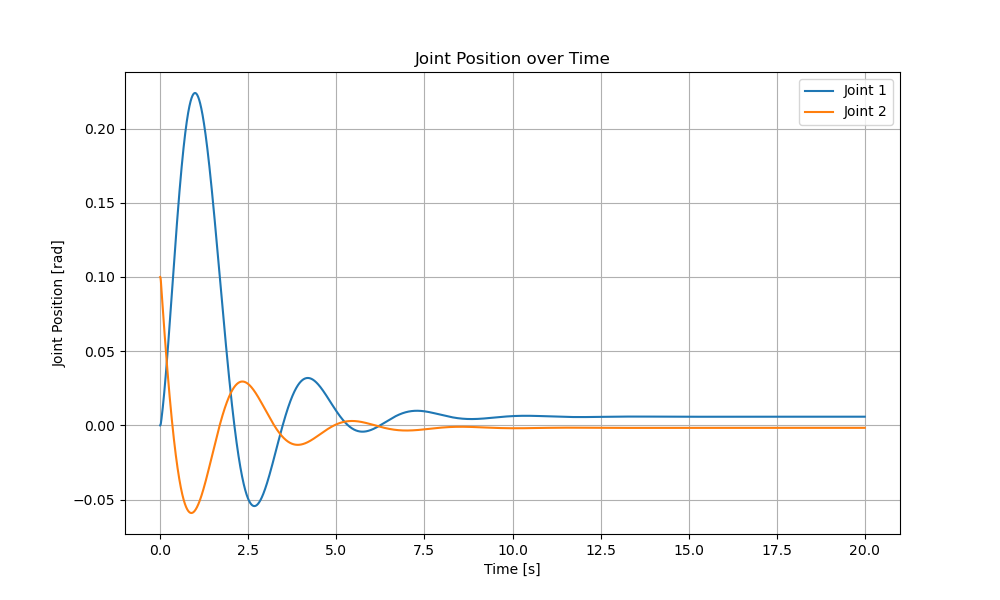 Joint Position over Time
Joint 1
Joint 2
Joint Position [rad]
0.20
0.15
0.10
0.05
0.00
−0.05
0.0 2.5 5.0 7.5 10.0 12.5 15.0 17.5 20.0
Time [s]